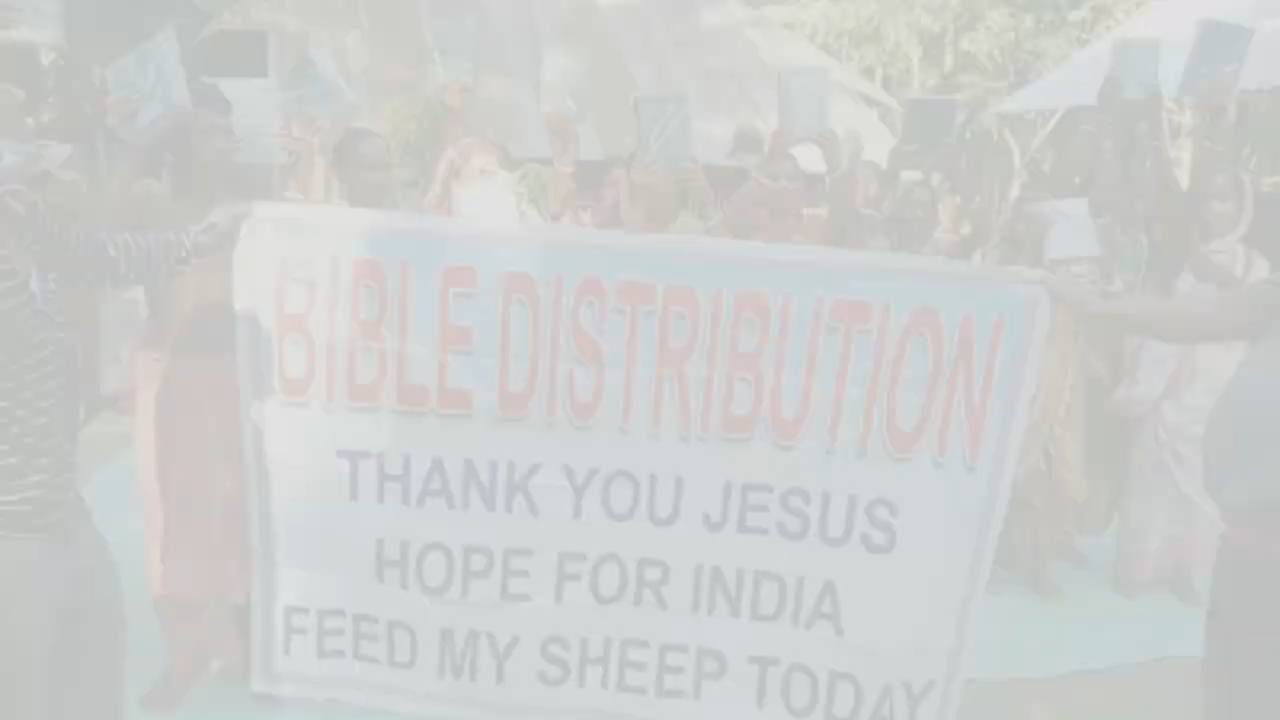 BIBLE DISTRIBUTION
THANK YOU JESUS
HOPE FOR INDIA
FEED MY SHEEP TODAY